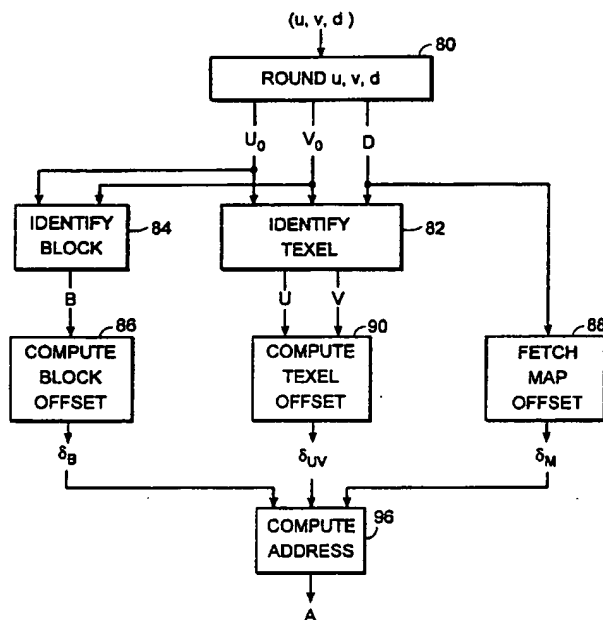 (u, v, d)
80
ROUND u, v, d
U₀ V₀ D
IDENTIFY
BLOCK
84
IDENTIFY
TEXEL
82
B
U V
86
COMPUTE
BLOCK
OFFSET
90
COMPUTE
TEXEL
OFFSET
88
FETCH
MAP
OFFSET
δB
δUV
δM
COMPUTE
ADDRESS
96
A